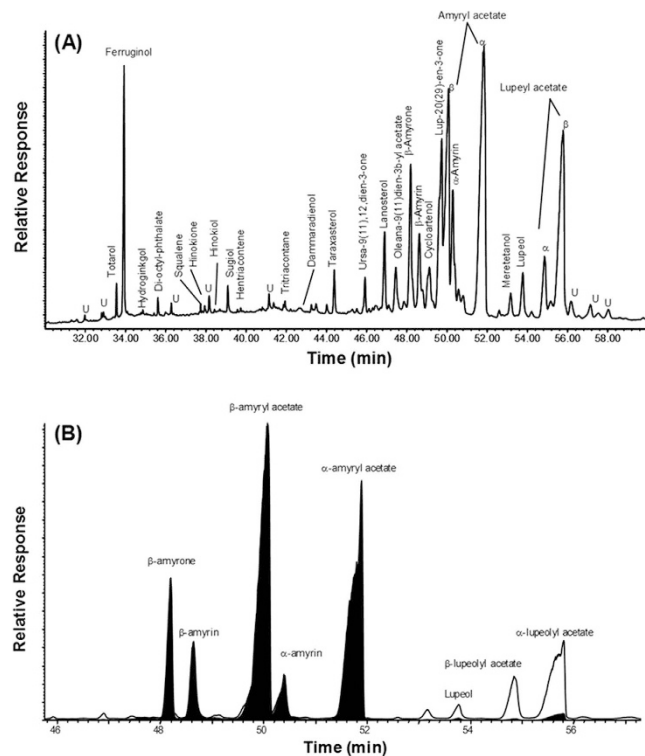 (A)
Relative Response
Ferruginol
U
U
Totarol
Hydroginkgol
Di-octyl-phthalate
U
Squalene
Hinokione
U
Hinokiol
Sugiol
Hentriacontene
U
Tritriacontane
Dammaradienol
Taraxasterol
Ursa-9(11),12,dien-3-one
Lanosterol
Oleana-9(11)dien-3b-yl acetate
β-Amyrone
β-Amyrin
Cycloartenol
Lup-20(29)-en-3-one
Amyryl acetate
β
α
α-Amyrin
Lupeyl acetate
Meretetanol
Lupeol
α
β
U
U
U
32.00 34.00 36.00 38.00 40.00 42.00 44.00 46.00 48.00 50.00 52.00 54.00 56.00 58.00
Time (min)
(B)
Relative Response
β-amyryl acetate
α-amyryl acetate
β-amyrone
β-amyrin
α-amyrin
α-lupeolyl acetate
β-lupeolyl acetate
Lupeol
46 48 50 52 54 56
Time (min)